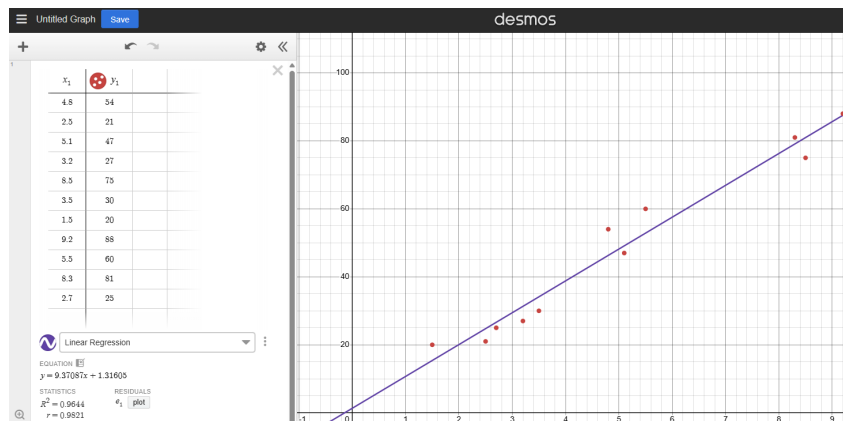 Untitled Graph Save desmos
1
x₁ y₁
4.8 54
2.5 21
5.1 47
3.2 27
8.5 75
3.5 30
1.5 20
9.2 88
5.5 60
8.3 81
2.7 25
Linear Regression
EQUATION
y = 9.37087x + 1.31605
STATISTICS RESIDUALS
R² = 0.9644 e₁ plot
r = 0.9821
100
80
60
40
20
-1 0 1 2 3 4 5 6 7 8 9